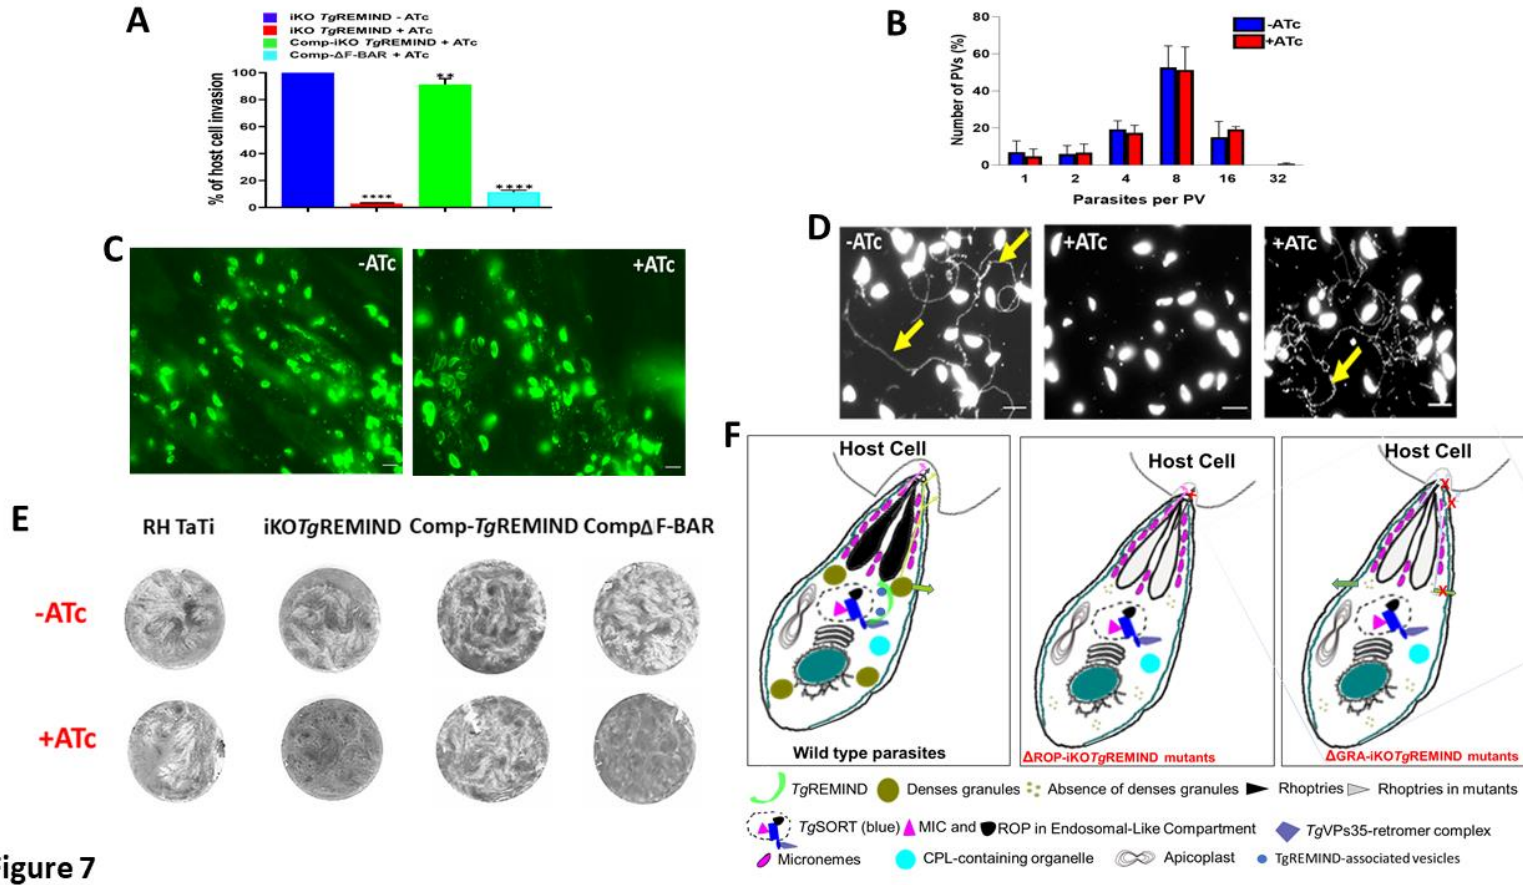 A
iKO TgREMIND - ATc
iKO TgREMIND + ATc
Comp-iKO TgREMIND + ATc
Comp-ΔF-BAR + ATc
% of host cell invasion
100
80
60
40
20
0
****
**
****
B
-ATc
+ATc
Number of PVs (%)
80
60
40
20
0
1 2 4 8 16 32
Parasites per PV
C
-ATc
+ATc
D
-ATc
+ATc
+ATc
E
RH TaTi iKOTgREMIND Comp-TgREMIND CompΔF-BAR
-ATc
+ATc
F
Host Cell
Wild type parasites
Host Cell
X
ΔROP-iKOTgREMIND mutants
Host Cell
X
X
X
ΔGRA-iKOTgREMIND mutants
TgREMIND Denses granules Absence of denses granules Rhoptries Rhoptries in mutants
TgSORT (blue) MIC and ROP in Endosomal-Like Compartment TgVPs35-retromer complex
Micronemes CPL-containing organelle Apicoplast TgREMIND-associated vesicles
igure 7